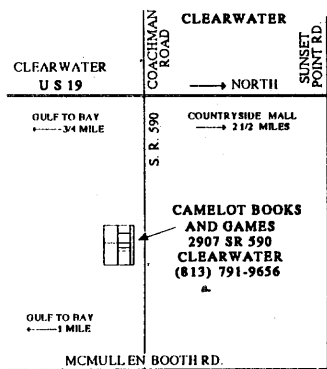 CLEARWATER
COACHMAN
ROAD
SUNSET
POINT RD.
CLEARWATER
US 19
NORTH
GULF TO BAY
3/4 MILE
S. R. 590
COUNTRYSIDE MALL
2 1/2 MILES
CAMELOT BOOKS
AND GAMES
2907 SR 590
CLEARWATER
(813) 791-9656
GULF TO BAY
1 MILE
MCMULLEN BOOTH RD.